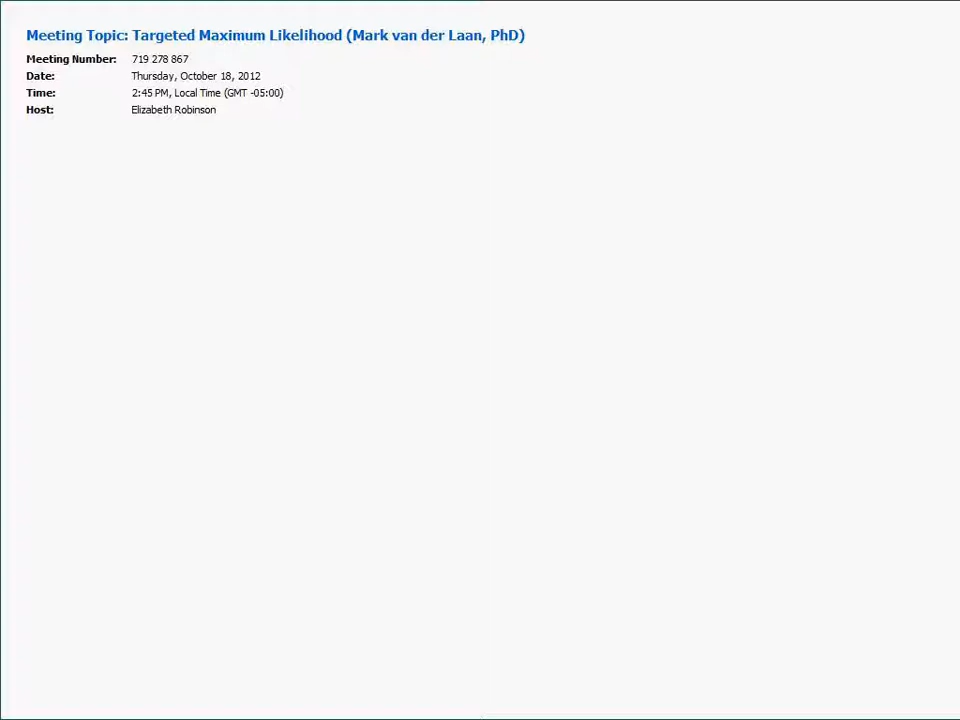 Meeting Topic: Targeted Maximum Likelihood (Mark van der Laan, PhD)
Meeting Number: 719 278 867
Date: Thursday, October 18, 2012
Time: 2:45 PM, Local Time (GMT -05:00)
Host: Elizabeth Robinson